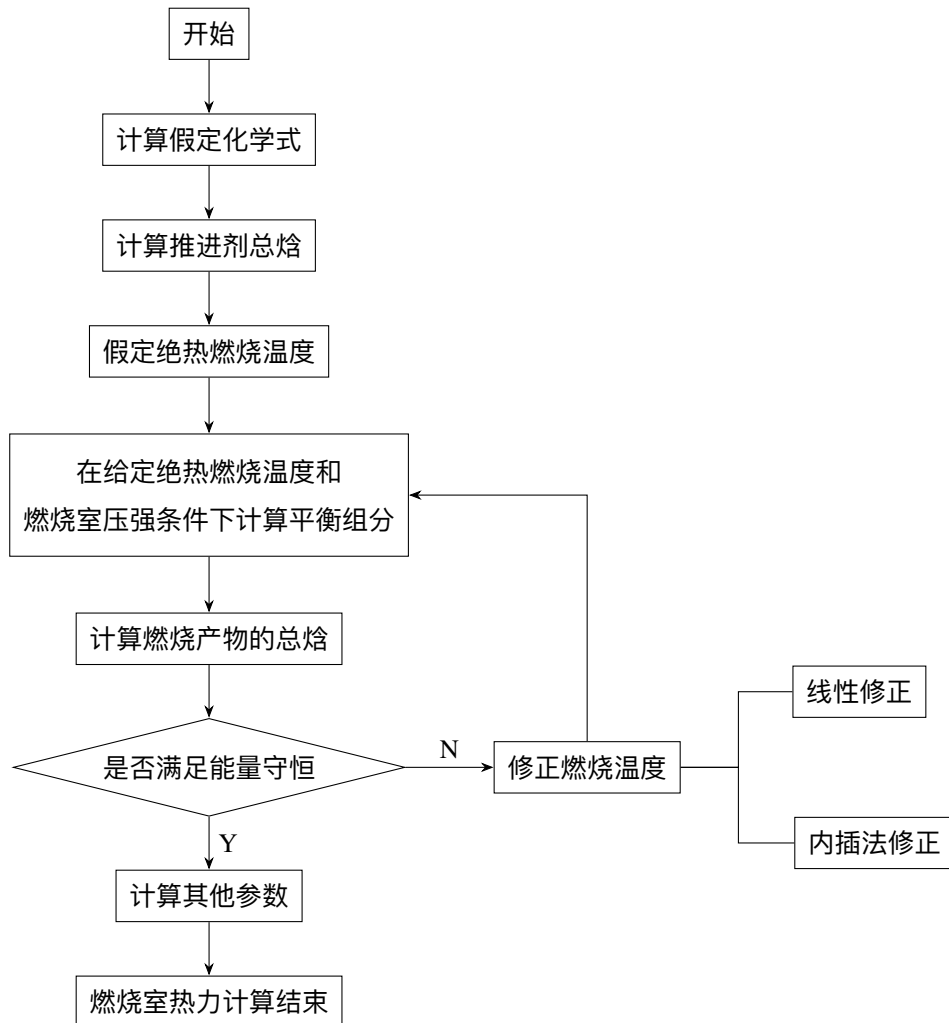 开始
计算假定化学式
计算推进剂总焓
假定绝热燃烧温度
在给定绝热燃烧温度和
燃烧室压强条件下计算平衡组分
计算燃烧产物的总焓
线性修正
是否满足能量守恒
N
修正燃烧温度
内插法修正
Y
计算其他参数
燃烧室热力计算结束